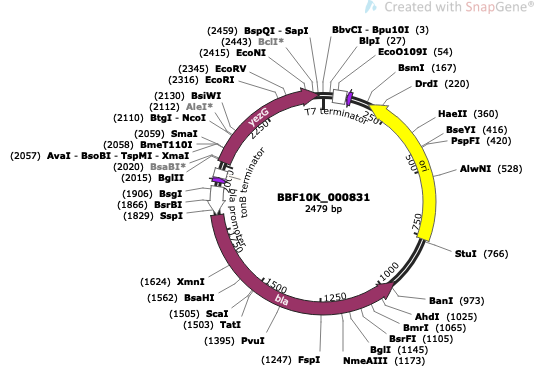 Created with SnapGene®
(2459) BspQI - SapI
(2443) BclI*
(2415) EcoNI
(2345) EcoRV
(2316) EcoRI
(2130) BsiWI
(2112) AleI*
(2110) BtgI - NcoI
(2059) SmaI
(2058) BmeT110I
(2057) AvaI - BsoBI - TspMI - XmaI
(2020) BsaBI*
(2015) BglII
(1906) BsgI
(1866) BsrBI
(1829) SspI
(1624) XmnI
(1562) BsaHI
(1505) ScaI
(1503) TatI
(1395) PvuI
(1247) FspI
BbvCI - Bpu10I (3)
BlpI (27)
EcoO109I (54)
BsmI (167)
DrdI (220)
HaeII (360)
BseYI (416)
PspFI (420)
AlwNI (528)
StuI (766)
BanI (973)
AhdI (1025)
BmrI (1065)
BsrFI (1105)
BglI (1145)
NmeAIII (1173)
T7 terminator
250
500
ori
750
1000
1250
1500
bla
1750
bla promoter
tonB terminator
yezG
2250
BBF10K_000831
2479 bp